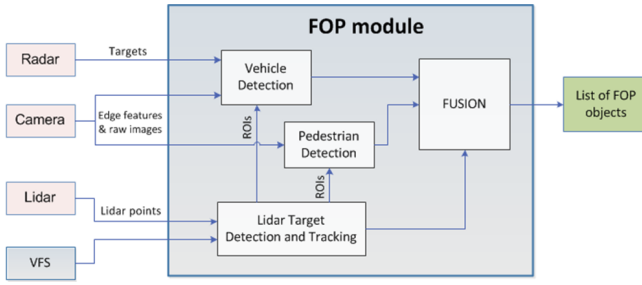 FOP module
Radar
Targets
Vehicle
Detection
FUSION
List of FOP
objects
Camera
Edge features
& raw images
ROIs
Pedestrian
Detection
ROIs
Lidar
Lidar points
Lidar Target
Detection and Tracking
VFS